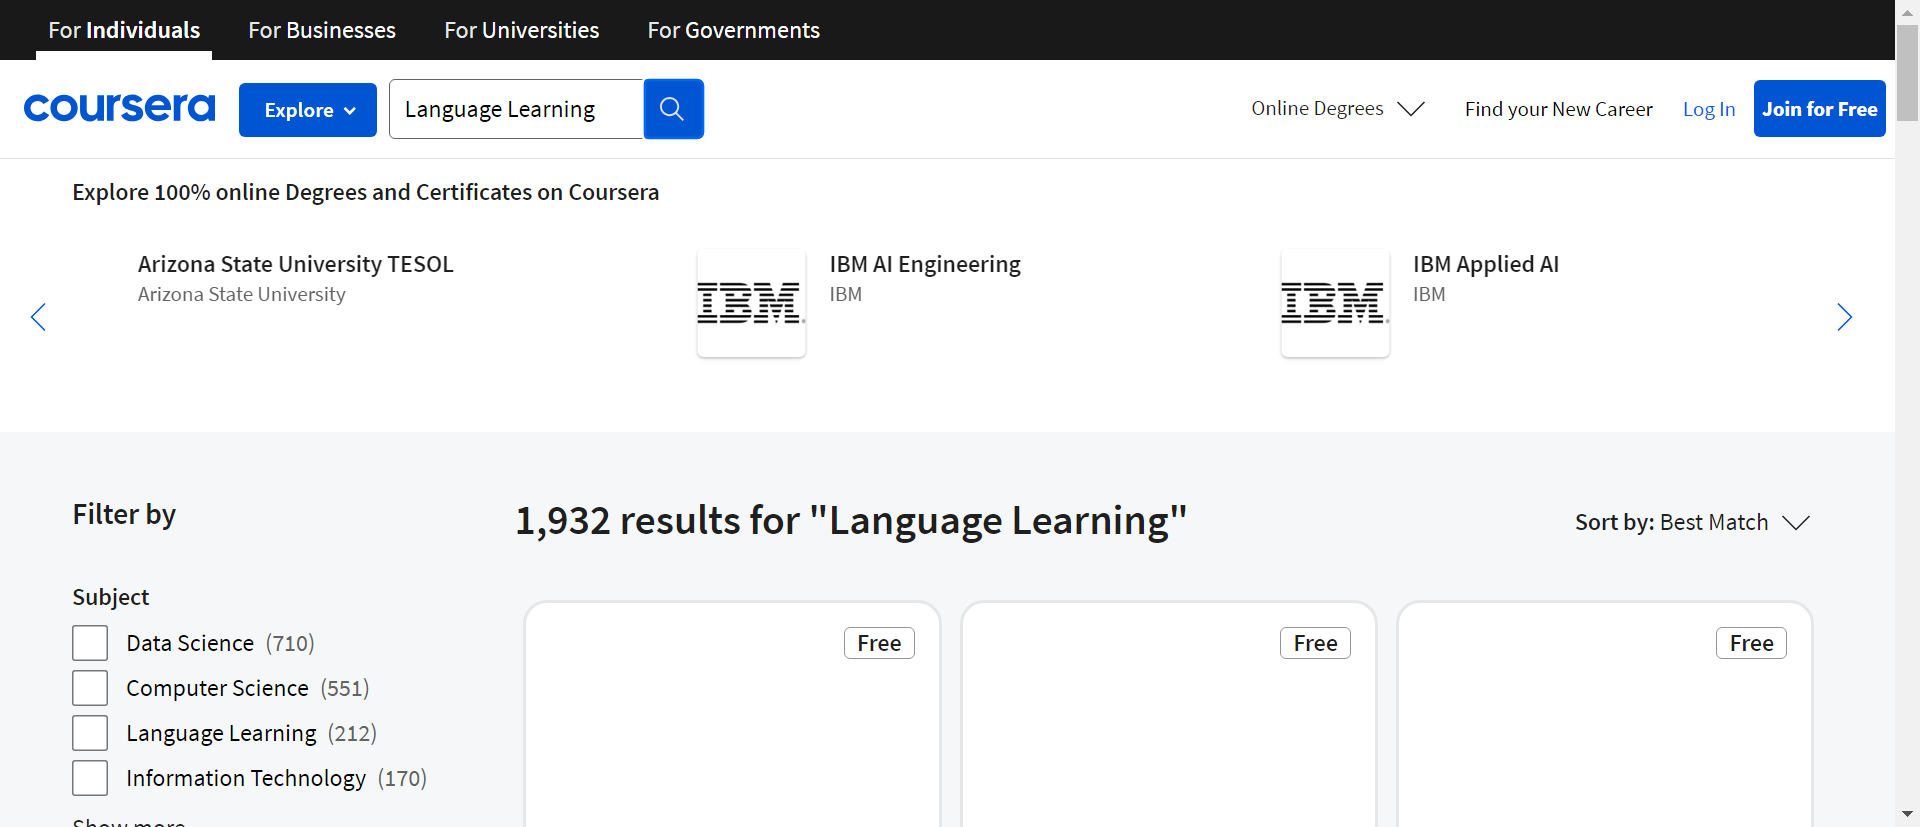 For Individuals For Businesses For Universities For Governments
coursera Explore Language Learning Online Degrees Find your New Career Log In Join for Free
Explore 100% online Degrees and Certificates on Coursera
Arizona State University TESOL
Arizona State University
IBM
IBM AI Engineering
IBM
IBM
IBM Applied AI
IBM
Filter by
1,932 results for "Language Learning"
Sort by: Best Match
Subject
Data Science (710)
Computer Science (551)
Language Learning (212)
Information Technology (170)
Show more
Free
Free
Free